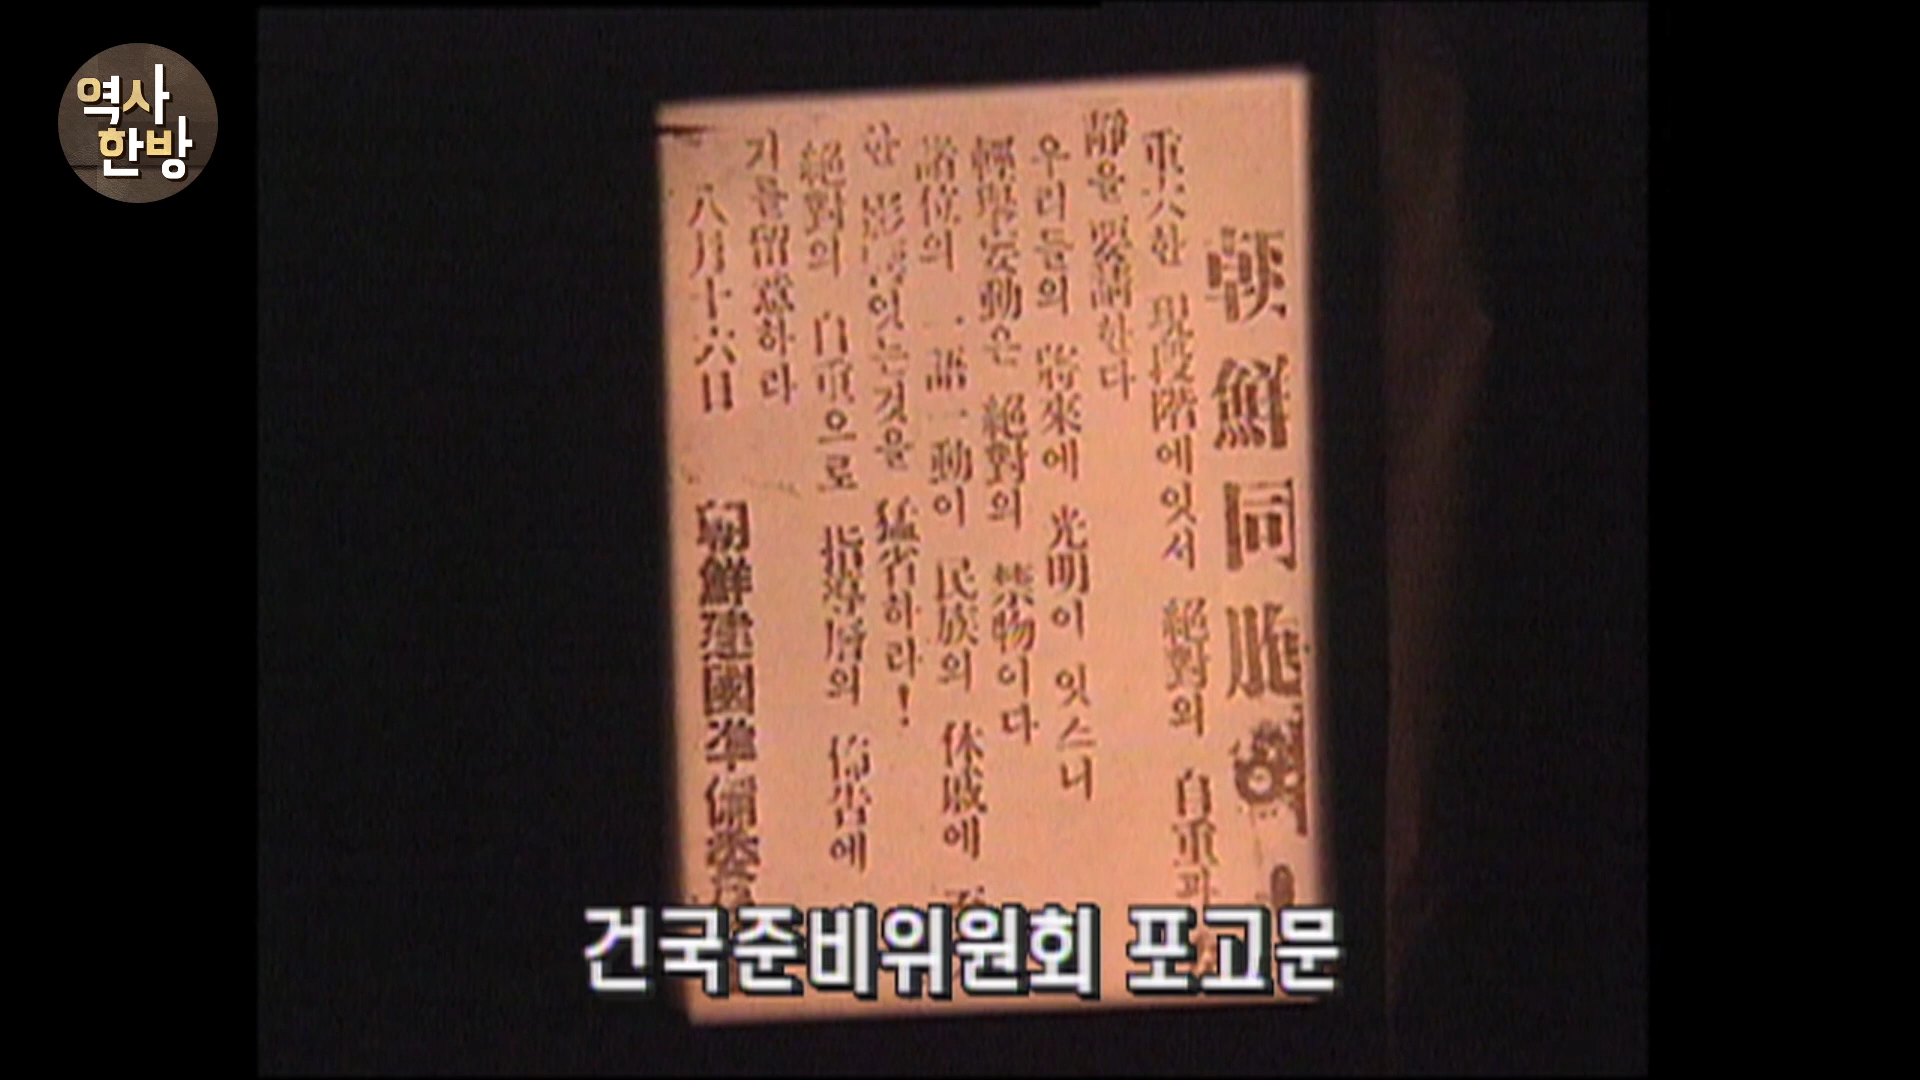 역사
한방
朝鮮同胞여!
重大한 現段階에잇서 絕對의 自重과
靜을 要請한다
우리들의 將來에 光明이 잇스니
輕擧妄動은 絕對의 禁物이다
諸位의 一語一動이 民族의 休戚에
한 影響잇는것을 猛省하라!
絕對의 自重으로 指導層의 布告에
기를 留意하라
八月十六日
朝鮮建國準備委
건국준비위원회 포고문